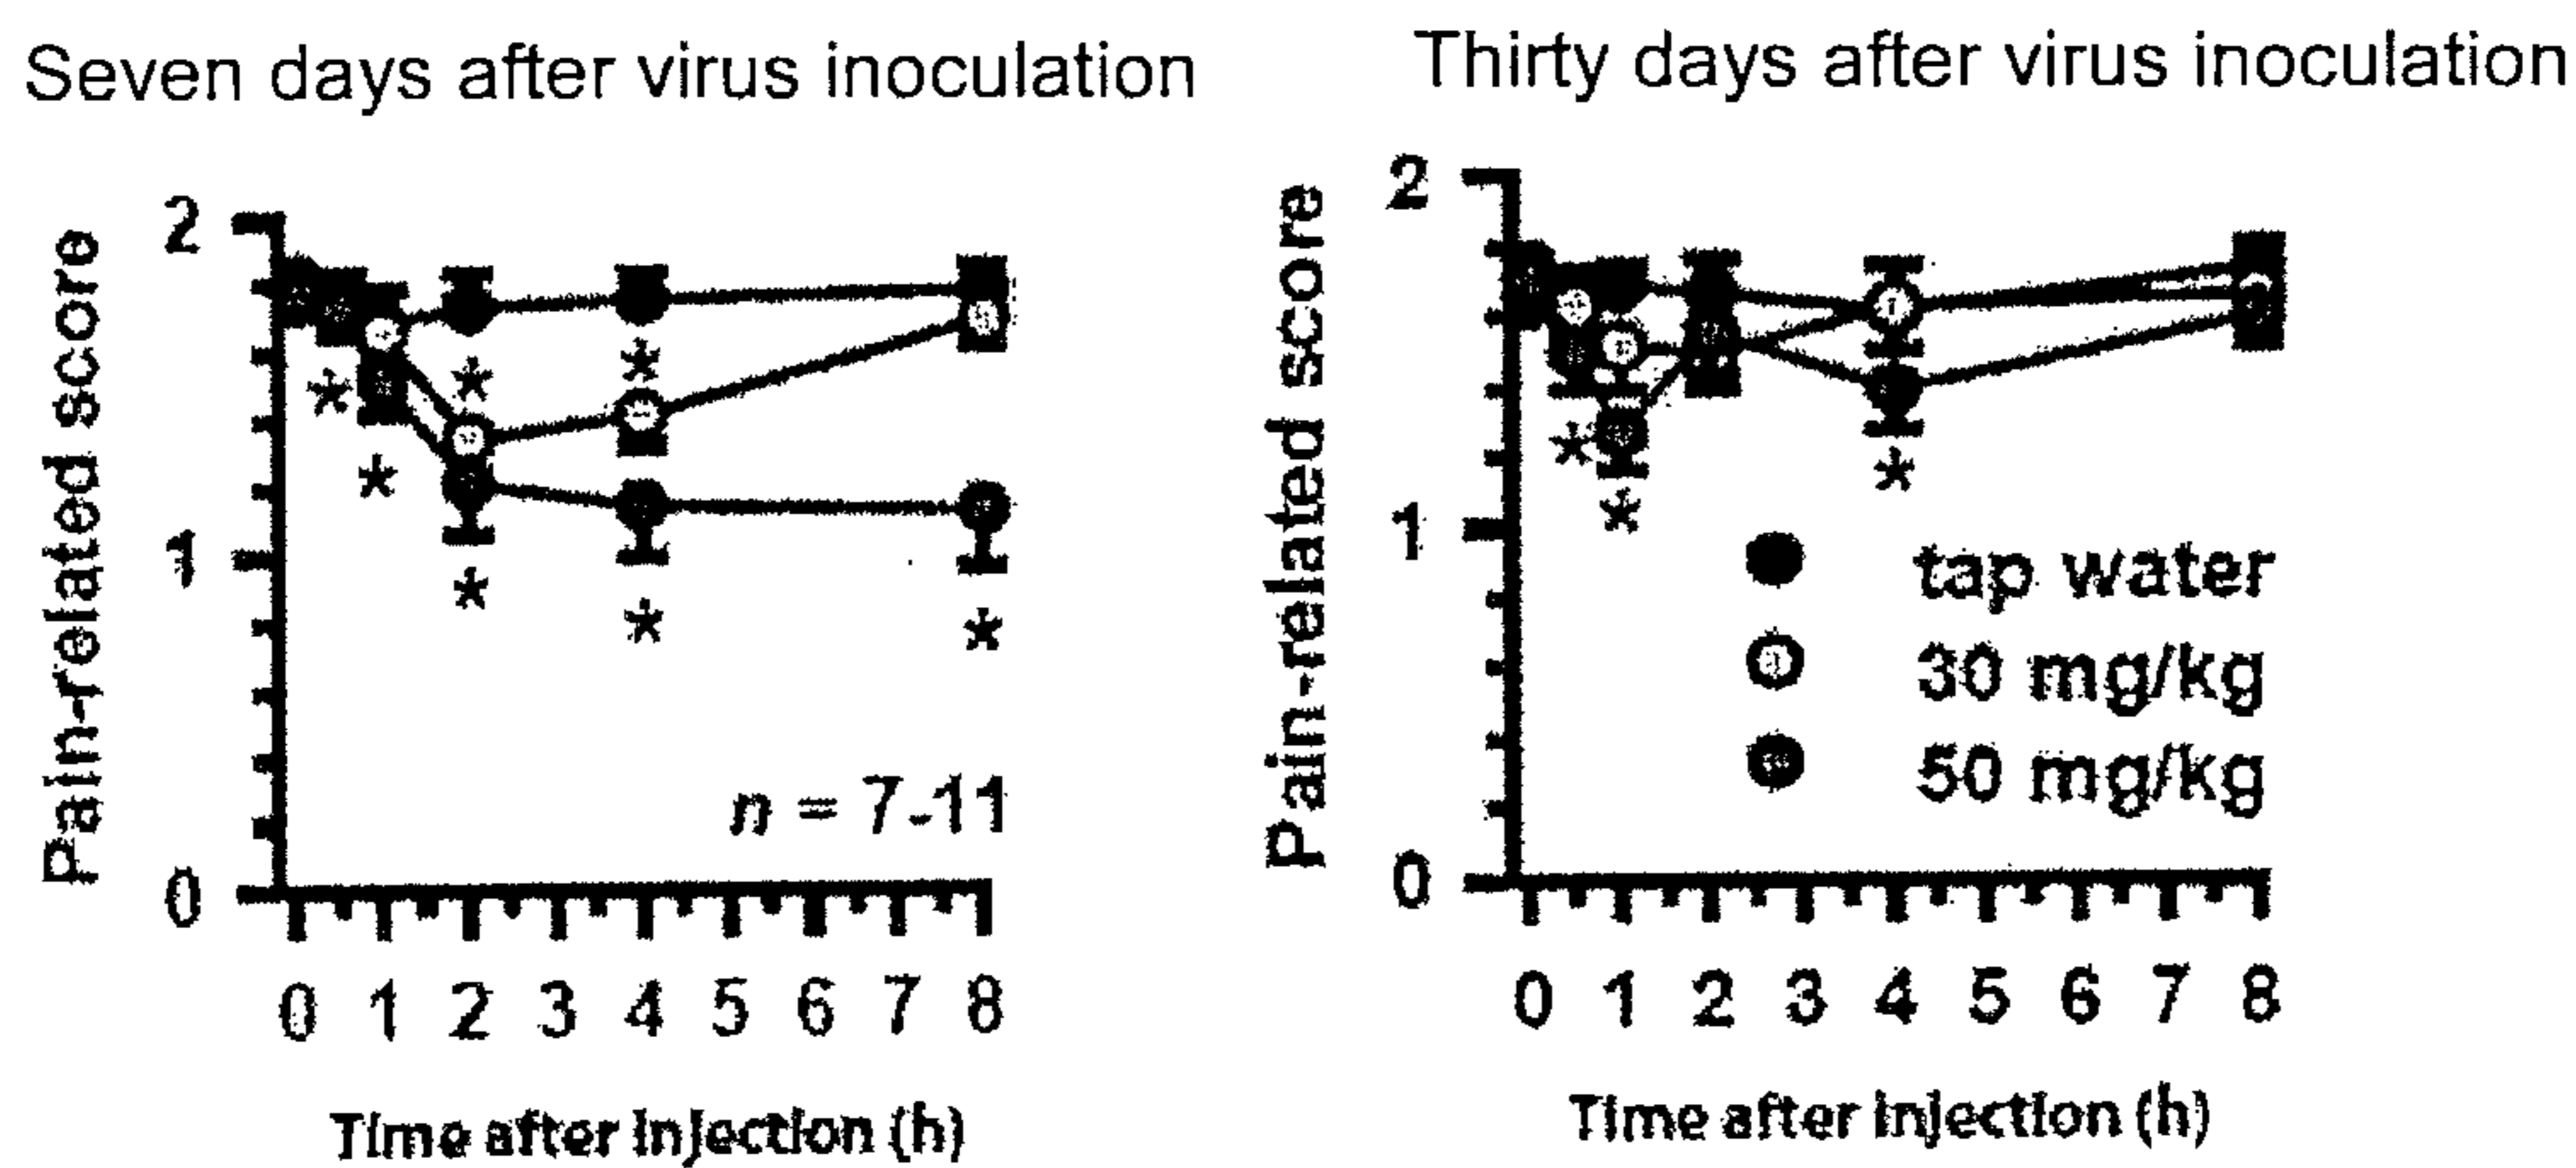 Seven days after virus inoculation
Pain-related score
2
1
0
*
*
*
*
*
*
*
n = 7-11
0 1 2 3 4 5 6 7 8
Time after injection (h)
Thirty days after virus inoculation
Pain-related score
2
1
0
*
*
*
tap water
30 mg/kg
50 mg/kg
0 1 2 3 4 5 6 7 8
Time after injection (h)